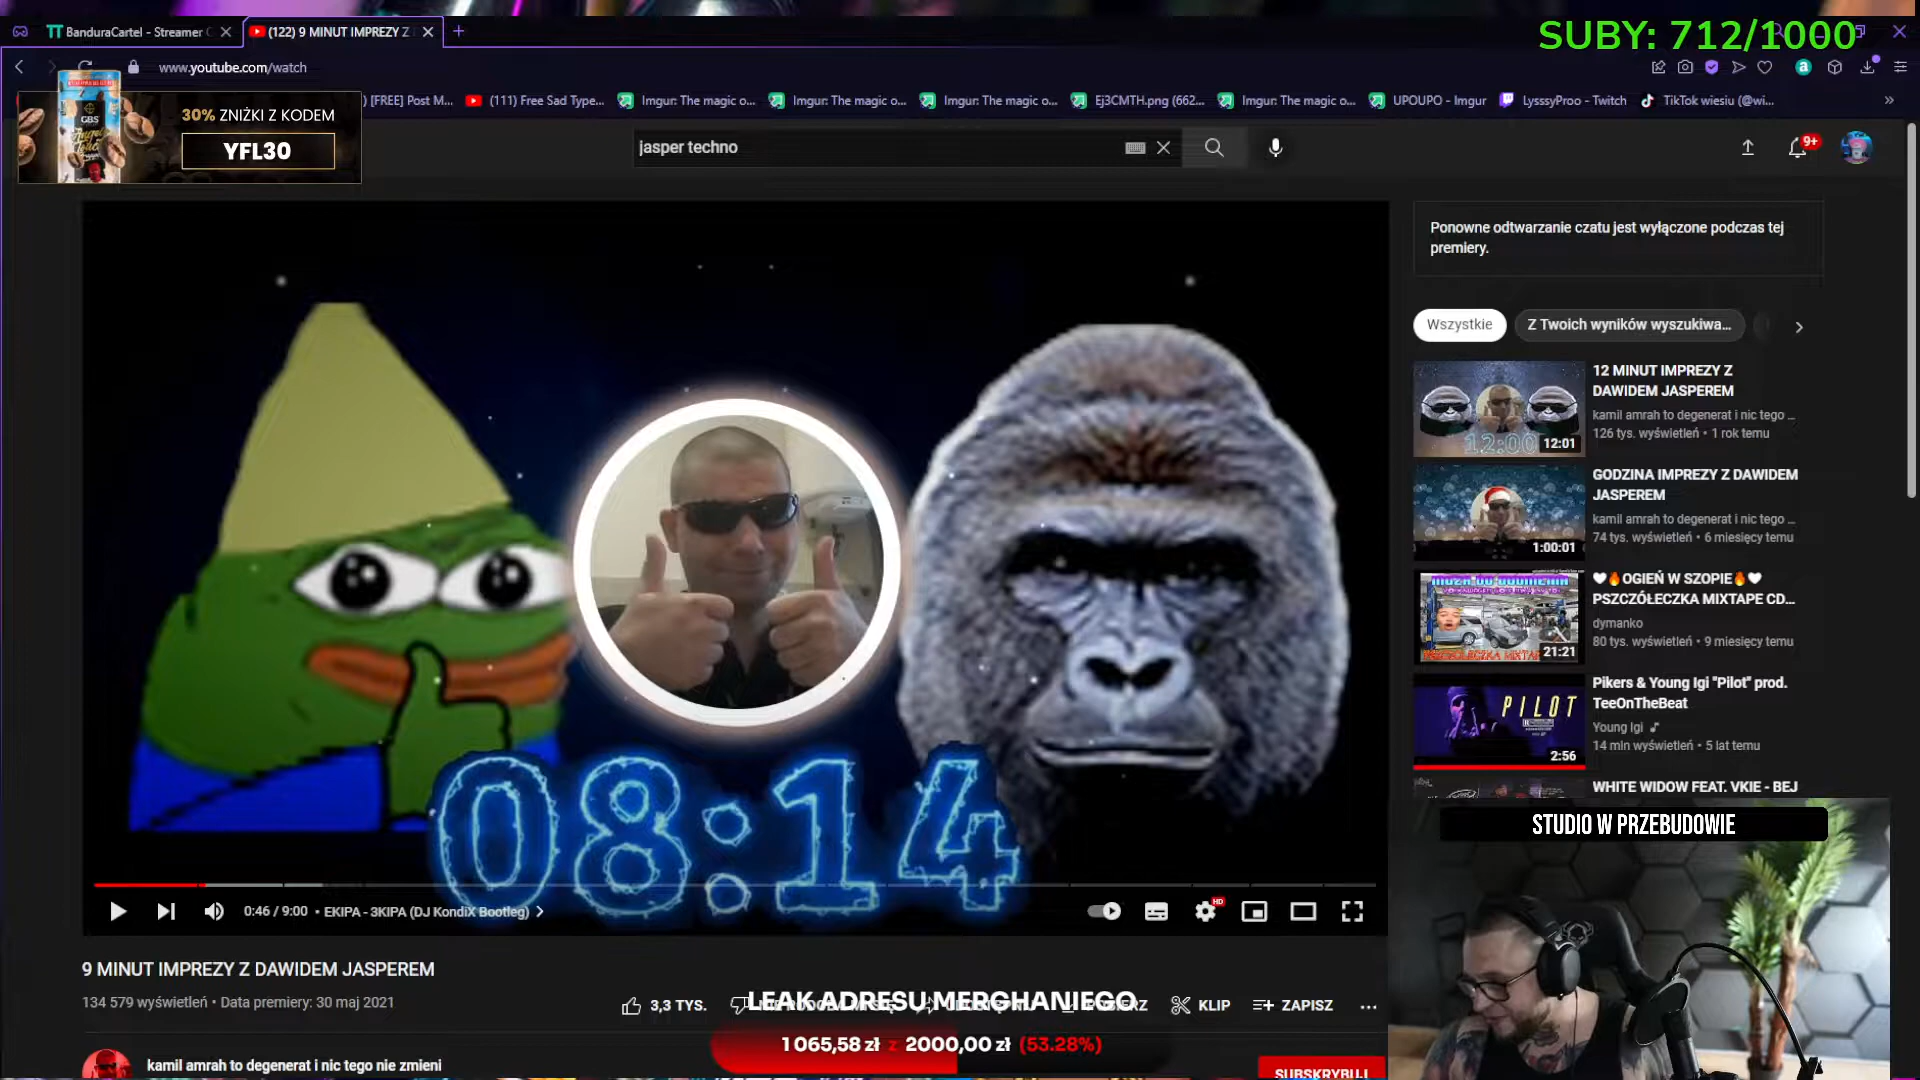 BanduraCartel - Streamer
(122) 9 MINUT IMPREZY Z
SUBY: 712/1000
www.youtube.com/watch
[FREE] Post M...
(111) Free Sad Type...
Imgur: The magic o...
Imgur: The magic o...
Imgur: The magic o...
Ej3CMTH.png (662...
Imgur: The magic o...
UPOUPO - Imgur
LysssyProo - Twitch
TikTok wiesiu (@wi...
30% ZNIŻKI Z KODEM
YFL30
GBS
jasper techno
9+
Ponowne odtwarzanie czatu jest wyłączone podczas tej
premiery.
Wszystkie
Z Twoich wyników wyszukiwa...
12 MINUT IMPREZY Z
DAWIDEM JASPEREM
kamil amrah to degenerat i nic tego ...
126 tys. wyświetleń • 1 rok temu
12:00
12:01
GODZINA IMPREZY Z DAWIDEM
JASPEREM
kamil amrah to degenerat i nic tego ...
74 tys. wyświetleń • 6 miesięcy temu
1:00:01
🤍🔥OGIEŃ W SZOPIE🔥🤍
PSZCZÓŁECZKA MIXTAPE CD...
dymanko
80 tys. wyświetleń • 9 miesięcy temu
21:21
Pikers & Young Igi "Pilot" prod.
TeeOnTheBeat
Young Igi
14 mln wyświetleń • 5 lat temu
PILOT
2:56
WHITE WIDOW FEAT. VKIE - BEJ
STUDIO W PRZEBUDOWIE
08:14
0:46 / 9:00 • EKIPA - 3KIPA (DJ KondiX Bootleg)
HD
9 MINUT IMPREZY Z DAWIDEM JASPEREM
134 579 wyświetleń • Data premiery: 30 maj 2021
3,3 TYS.
LEAK ADRESU MERGHANIEGO
KLIP
ZAPISZ
1 065,58 zł z 2000,00 zł (53.28%)
kamil amrah to degenerat i nic tego nie zmieni
SUBSKRYBUJ